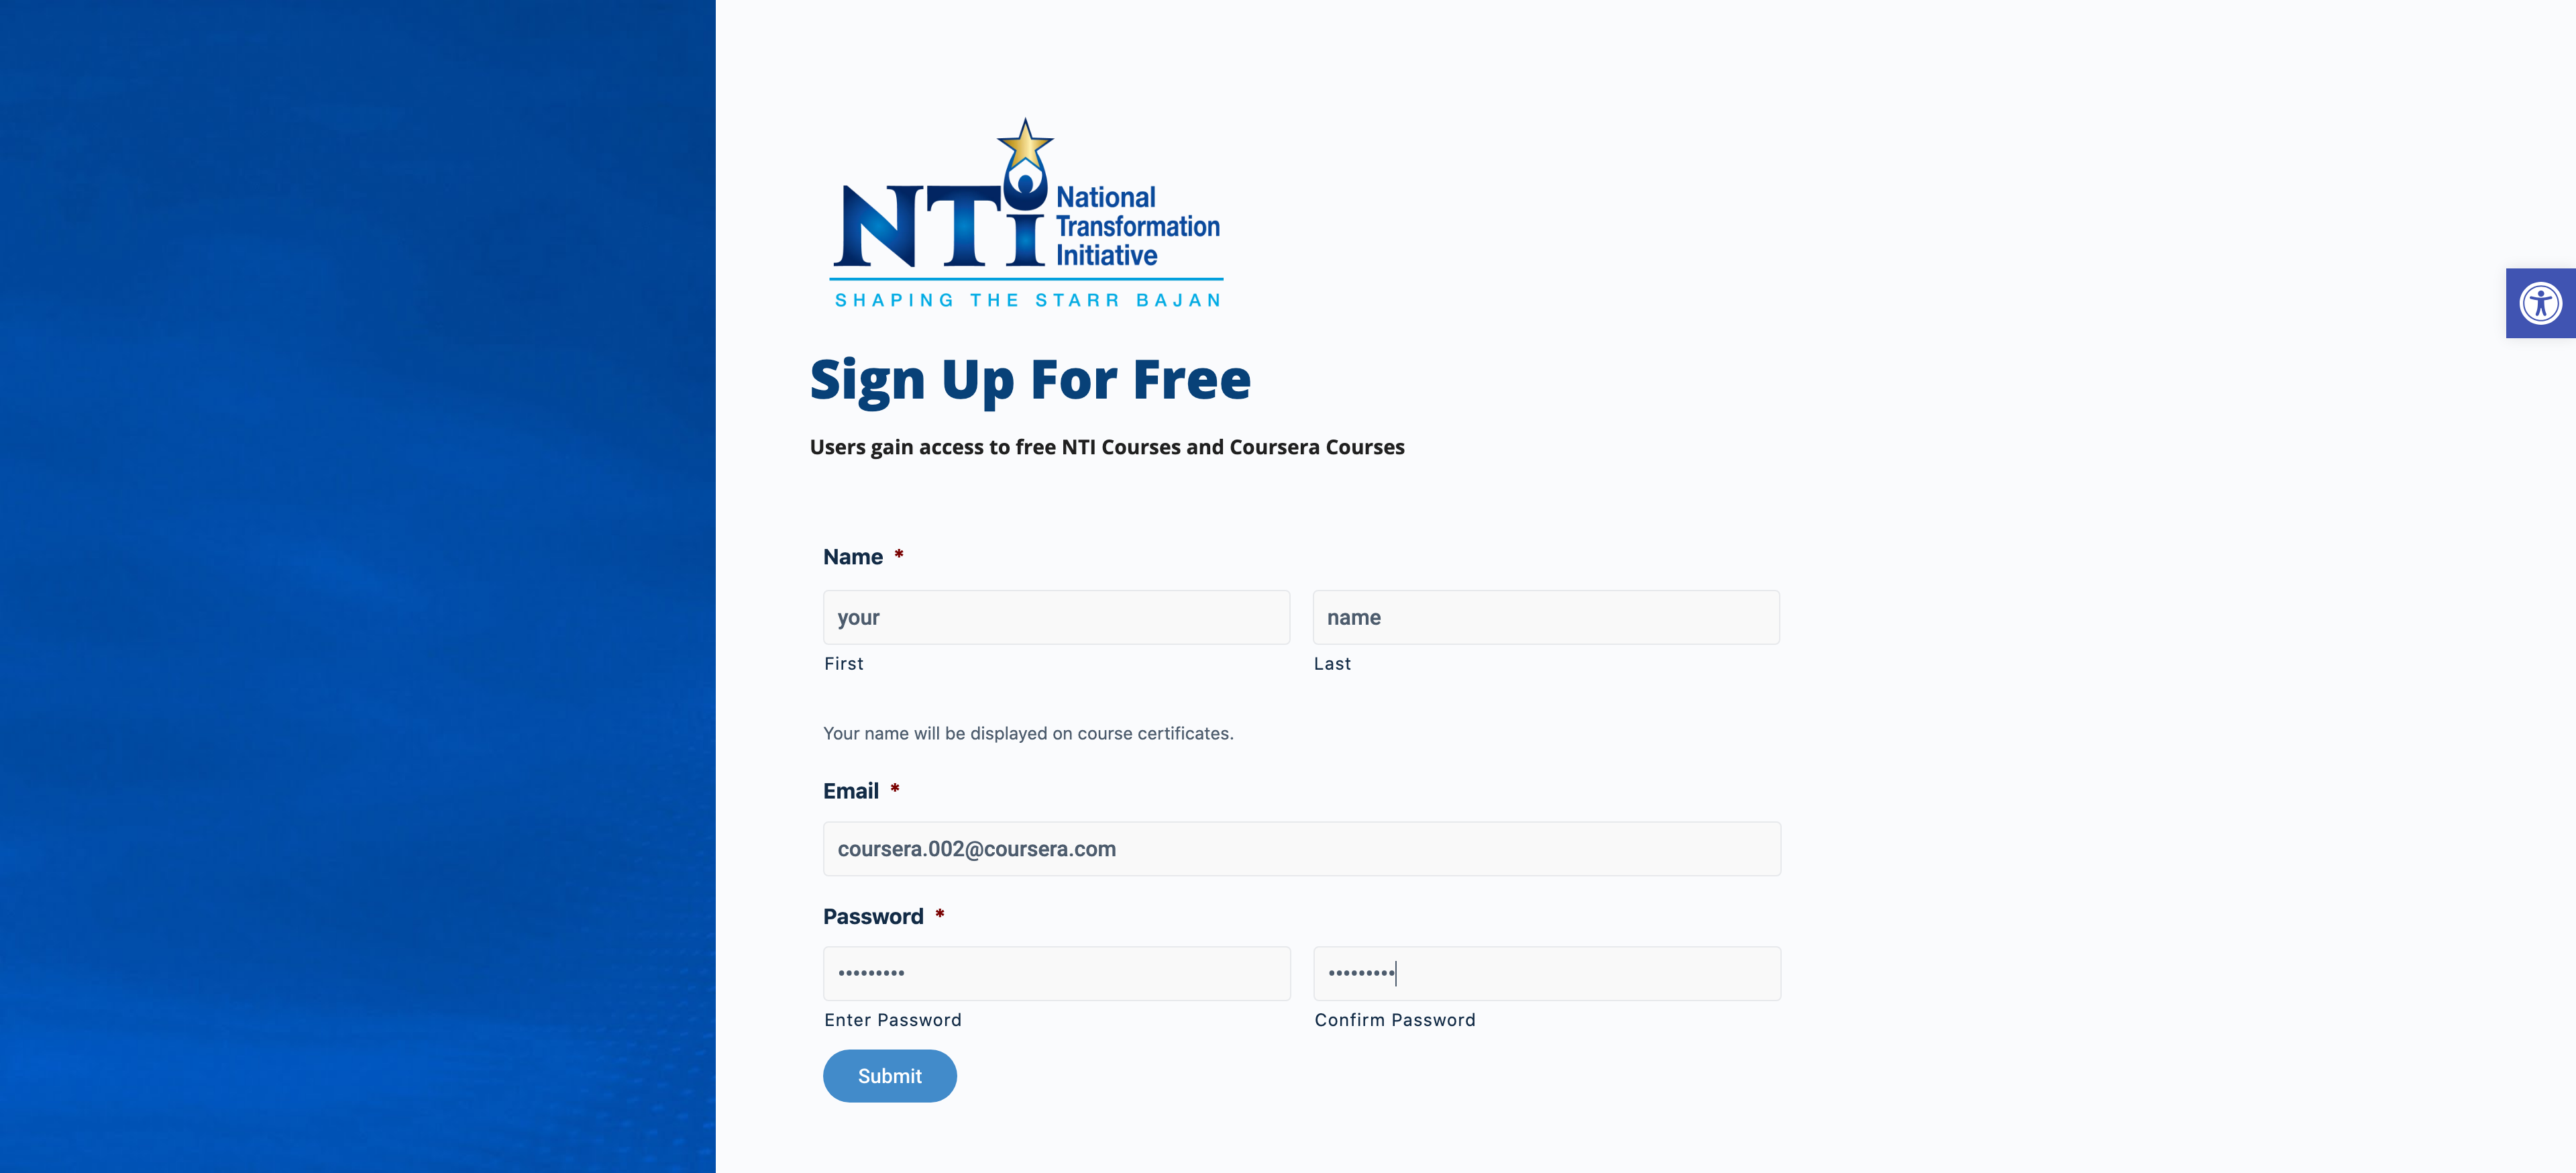 NTi National
Transformation
Initiative
SHAPING THE STARR BAJAN
Sign Up For Free
Users gain access to free NTI Courses and Coursera Courses
Name *
your name
First Last
Your name will be displayed on course certificates.
Email *
coursera.002@coursera.com
Password *
••••••••• •••••••••
Enter Password Confirm Password
Submit